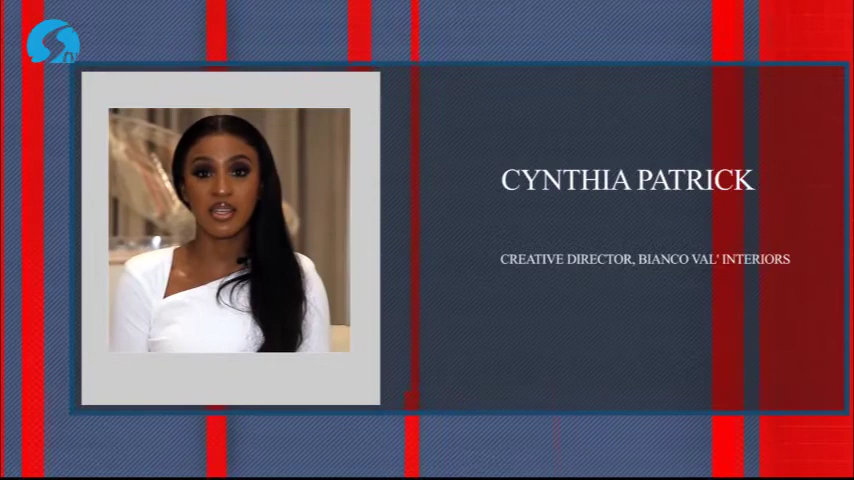 CYNTHIA PATRICK
CREATIVE DIRECTOR, BIANCO VAL' INTERIORS